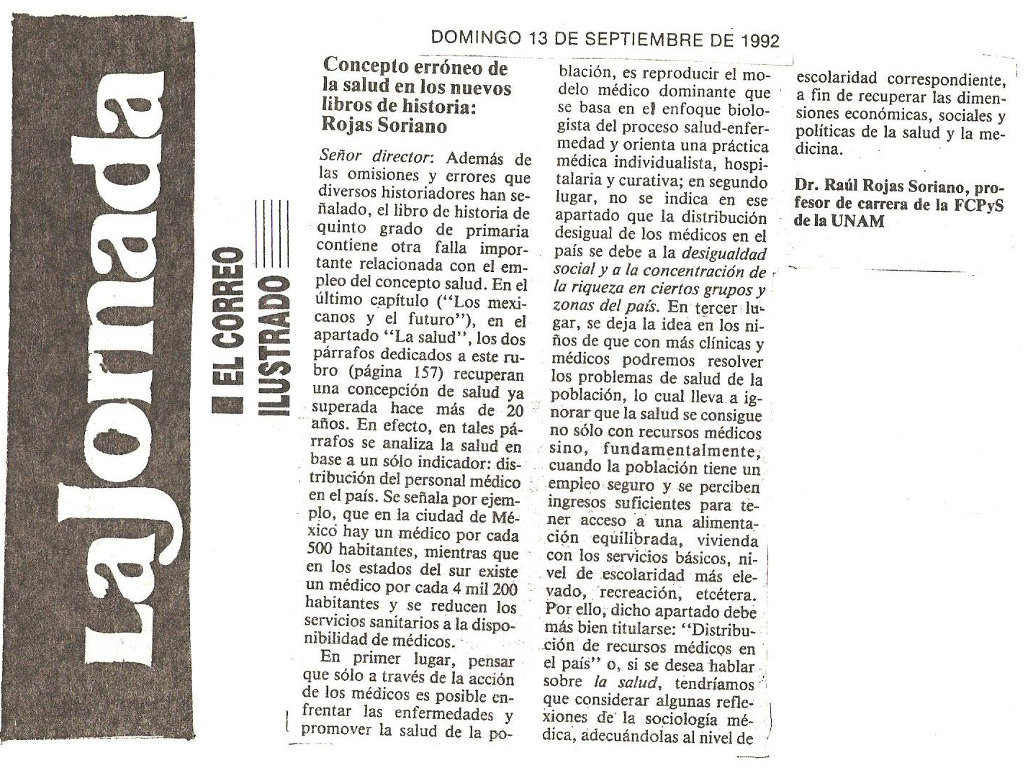 La Jornada
EL CORREO
ILUSTRADO
DOMINGO 13 DE SEPTIEMBRE DE 1992
Concepto erróneo de
la salud en los nuevos
libros de historia:
Rojas Soriano
Señor director: Además de
las omisiones y errores que
diversos historiadores han se-
ñalado, el libro de historia de
quinto grado de primaria
contiene otra falla impor-
tante relacionada con el em-
pleo del concepto salud. En el
último capítulo (“Los mexi-
canos y el futuro”), en el
apartado “La salud”, los dos
párrafos dedicados a este ru-
bro (página 157) recuperan
una concepción de salud ya
superada hace más de 20
años. En efecto, en tales pá-
rrafos se analiza la salud en
base a un sólo indicador: dis-
tribución del personal médico
en el país. Se señala por ejem-
plo, que en la ciudad de Mé-
xico hay un médico por cada
500 habitantes, mientras que
en los estados del sur existe
un médico por cada 4 mil 200
habitantes y se reducen los
servicios sanitarios a la dispo-
nibilidad de médicos.
En primer lugar, pensar
que sólo a través de la acción
de los médicos es posible en-
frentar las enfermedades y
promover la salud de la po-
blación, es reproducir el mo-
delo médico dominante que
se basa en el enfoque biolo-
gista del proceso salud-enfer-
medad y orienta una práctica
médica individualista, hospi-
talaria y curativa; en segundo
lugar, no se indica en ese
apartado que la distribución
desigual de los médicos en el
país se debe a la desigualdad
social y a la concentración de
la riqueza en ciertos grupos y
zonas del país. En tercer lu-
gar, se deja la idea en los ni-
ños de que con más clínicas y
médicos podremos resolver
los problemas de salud de la
población, lo cual lleva a ig-
norar que la salud se consigue
no sólo con recursos médicos
sino, fundamentalmente,
cuando la población tiene un
empleo seguro y se perciben
ingresos suficientes para te-
ner acceso a una alimenta-
ción equilibrada, vivienda
con los servicios básicos, ni-
vel de escolaridad más ele-
vado, recreación, etcétera.
Por ello, dicho apartado debe
más bien titularse: “Distribu-
ción de recursos médicos en
el país” o, si se desea hablar
sobre la salud, tendríamos
que considerar algunas refle-
xiones de la sociología mé-
dica, adecuándolas al nivel de
escolaridad correspondiente,
a fin de recuperar las dimen-
siones económicas, sociales y
políticas de la salud y la me-
dicina.
Dr. Raúl Rojas Soriano, pro-
fesor de carrera de la FCPyS
de la UNAM